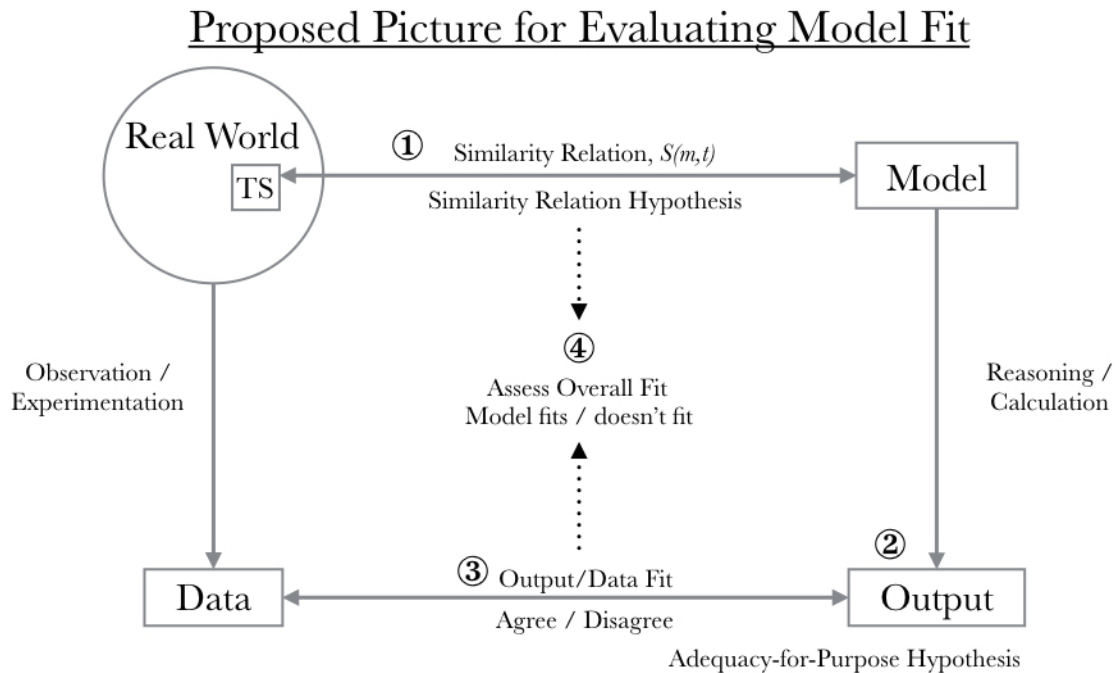 Proposed Picture for Evaluating Model Fit
Real World
TS
① Similarity Relation, S(m,t)
Similarity Relation Hypothesis
Model
Observation /
Experimentation
④
Assess Overall Fit
Model fits / doesn't fit
Reasoning /
Calculation
②
Data
③ Output/Data Fit
Agree / Disagree
Output
Adequacy-for-Purpose Hypothesis